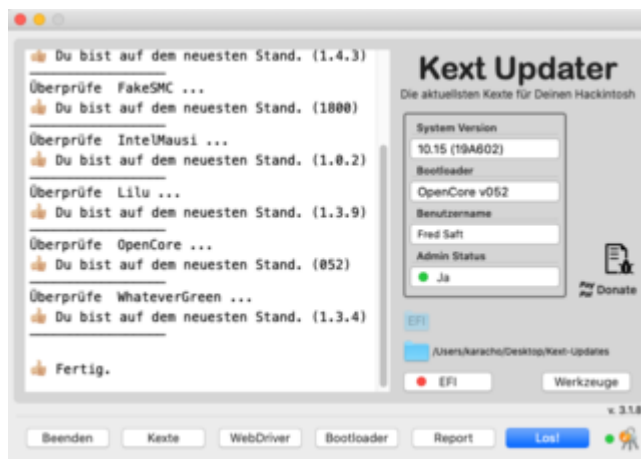 Du bist auf dem neuesten Stand. (1.4.3)
Überprüfe FakeSMC ...
Du bist auf dem neuesten Stand. (1800)
Überprüfe IntelMausi ...
Du bist auf dem neuesten Stand. (1.0.2)
Überprüfe Lilu ...
Du bist auf dem neuesten Stand. (1.3.9)
Überprüfe OpenCore ...
Du bist auf dem neuesten Stand. (052)
Überprüfe WhateverGreen ...
Du bist auf dem neuesten Stand. (1.3.4)
Fertig.
Kext Updater
Die aktuellsten Kexte für Deinen Hackintosh
System Version
10.15 (19A602)
Bootloader
OpenCore v052
Benutzername
Fred Saft
Admin Status
Ja
PayPal Donate
EFI
/Users/karacho/Desktop/Kext-Updates
EFI
Werkzeuge
v. 3.1.8
Beenden
Kexte
WebDriver
Bootloader
Report
Los!